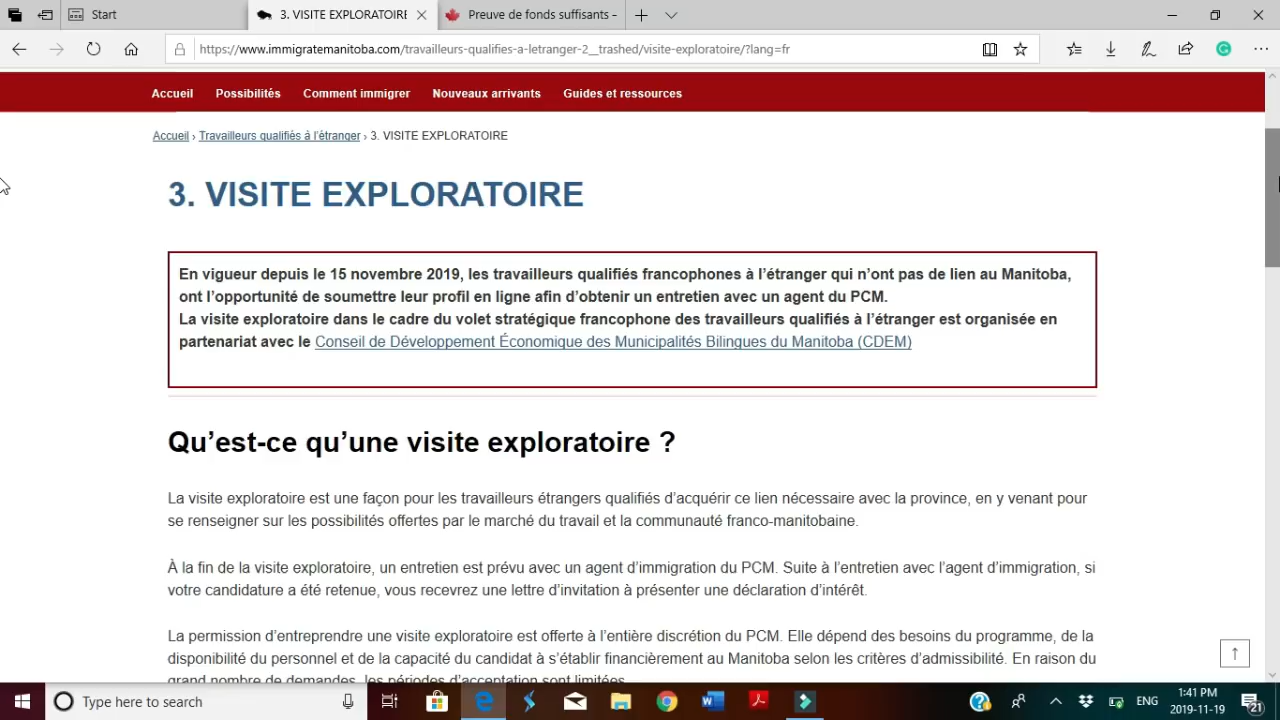 Start
3. VISITE EXPLORATOIRE
Preuve de fonds suffisants -
https://www.immigratemanitoba.com/travailleurs-qualifies-a-letranger-2__trashed/visite-exploratoire/?lang=fr
Accueil Possibilités Comment immigrer Nouveaux arrivants Guides et ressources
Accueil › Travailleurs qualifiés à l’étranger › 3. VISITE EXPLORATOIRE
3. VISITE EXPLORATOIRE
En vigueur depuis le 15 novembre 2019, les travailleurs qualifiés francophones à l’étranger qui n’ont pas de lien au Manitoba,
ont l’opportunité de soumettre leur profil en ligne afin d’obtenir un entretien avec un agent du PCM.
La visite exploratoire dans le cadre du volet stratégique francophone des travailleurs qualifiés à l’étranger est organisée en
partenariat avec le Conseil de Développement Économique des Municipalités Bilingues du Manitoba (CDEM)
Qu’est-ce qu’une visite exploratoire ?
La visite exploratoire est une façon pour les travailleurs étrangers qualifiés d’acquérir ce lien nécessaire avec la province, en y venant pour
se renseigner sur les possibilités offertes par le marché du travail et la communauté franco-manitobaine.
À la fin de la visite exploratoire, un entretien est prévu avec un agent d’immigration du PCM. Suite à l’entretien avec l’agent d’immigration, si
votre candidature a été retenue, vous recevrez une lettre d’invitation à présenter une déclaration d’intérêt.
La permission d’entreprendre une visite exploratoire est offerte à l’entière discrétion du PCM. Elle dépend des besoins du programme, de la
disponibilité du personnel et de la capacité du candidat à s’établir financièrement au Manitoba selon les critères d’admissibilité. En raison du
grand nombre de demandes, les périodes d’acceptation sont limitées.
Type here to search
ENG
1:41 PM
2019-11-19
21